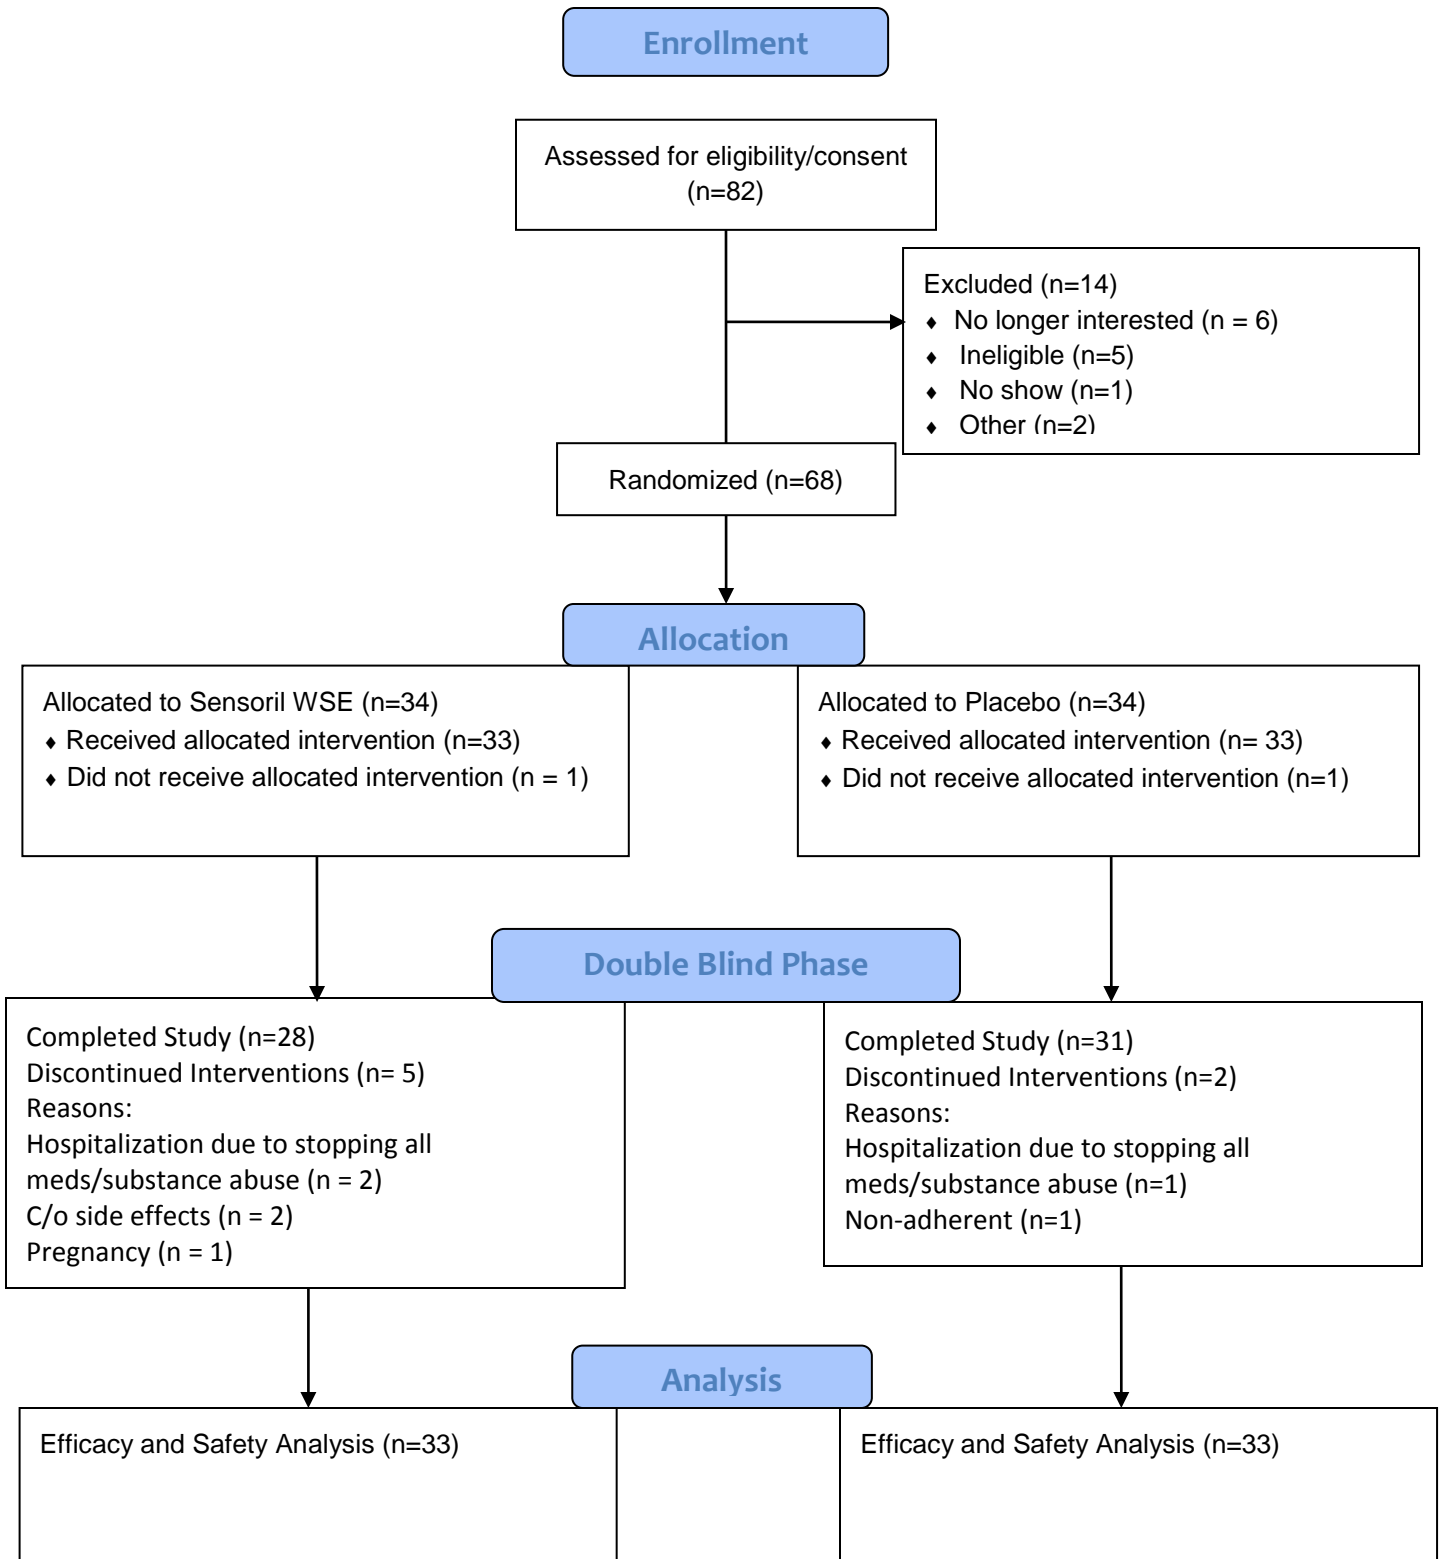 Enrollment
Assessed for eligibility/consent
(n=82)
Excluded (n=14)
♦ No longer interested (n = 6)
♦ Ineligible (n=5)
♦ No show (n=1)
♦ Other (n=2)
Randomized (n=68)
Allocation
Allocated to Sensoril WSE (n=34)
♦ Received allocated intervention (n=33)
♦ Did not receive allocated intervention (n = 1)
Allocated to Placebo (n=34)
♦ Received allocated intervention (n= 33)
♦ Did not receive allocated intervention (n=1)
Double Blind Phase
Completed Study (n=28)
Discontinued Interventions (n= 5)
Reasons:
Hospitalization due to stopping all
meds/substance abuse (n = 2)
C/o side effects (n = 2)
Pregnancy (n = 1)
Completed Study (n=31)
Discontinued Interventions (n=2)
Reasons:
Hospitalization due to stopping all
meds/substance abuse (n=1)
Non-adherent (n=1)
Analysis
Efficacy and Safety Analysis (n=33)
Efficacy and Safety Analysis (n=33)